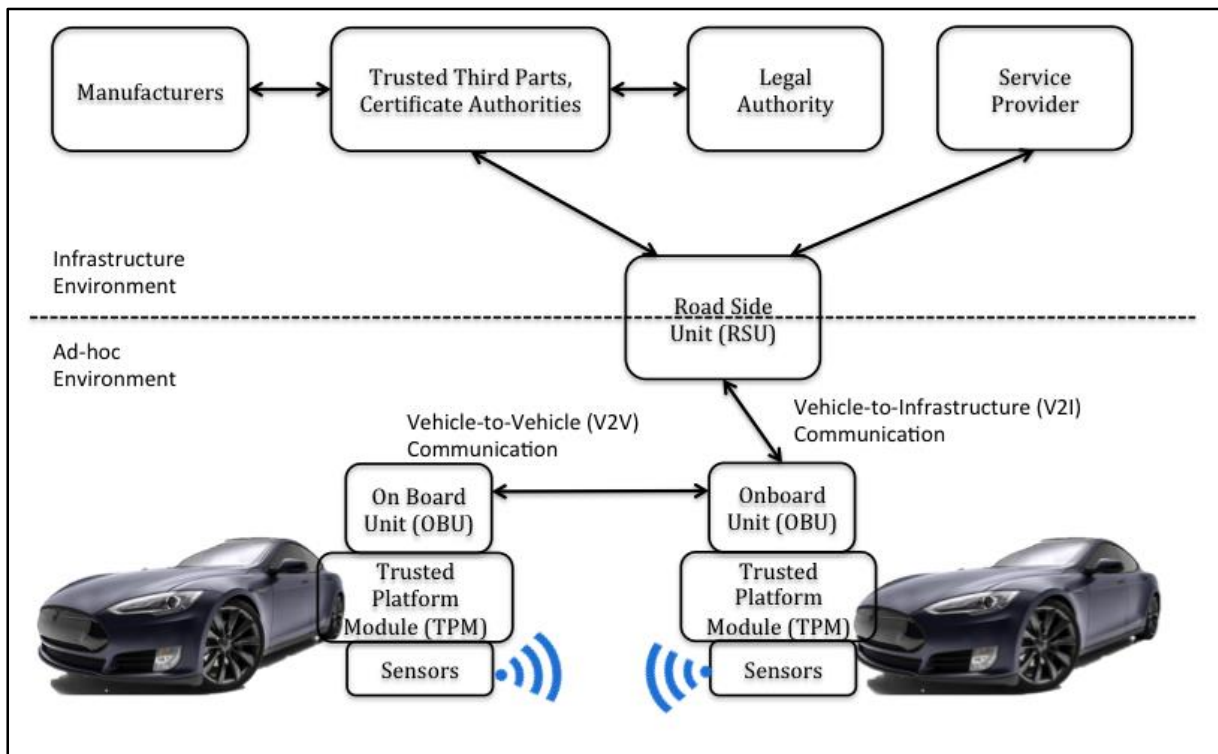 Manufacturers
Trusted Third Parts,
Certificate Authorities
Legal
Authority
Service
Provider
Infrastructure
Environment
Road Side
Unit (RSU)
Ad-hoc
Environment
Vehicle-to-Vehicle (V2V)
Communication
Vehicle-to-Infrastructure (V2I)
Communication
On Board
Unit (OBU)
Onboard
Unit (OBU)
Trusted
Platform
Module (TPM)
Trusted
Platform
Module (TPM)
Sensors
Sensors